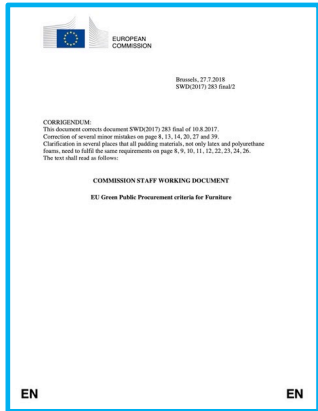 EUROPEAN
COMMISSION
Brussels, 27.7.2018
SWD(2017) 283 final/2
CORRIGENDUM:
This document corrects document SWD(2017) 283 final of 10.8.2017.
Correction of several minor mistakes on page 8, 13, 14, 20, 27 and 39.
Clarification in several places that all padding materials, not only latex and polyurethane
foams, need to fulfil the same requirements on page 8, 9, 10, 11, 12, 22, 23, 24, 26.
The text shall read as follows:
COMMISSION STAFF WORKING DOCUMENT
EU Green Public Procurement criteria for Furniture
EN EN